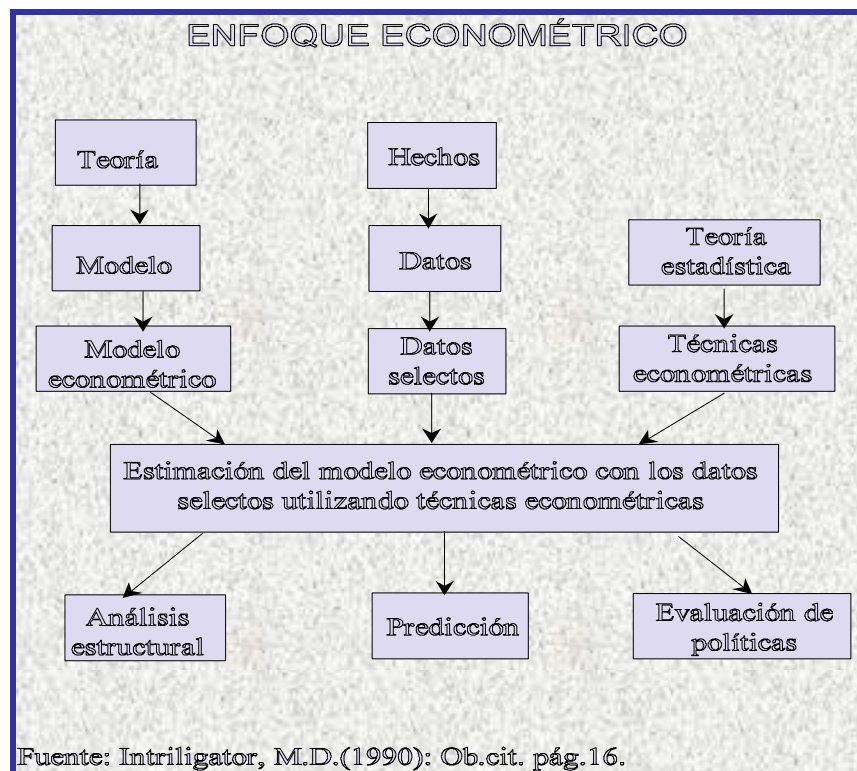 ENFOQUE ECONOMÉTRICO
Teoría
Hechos
Modelo
Datos
Teoría
estadística
Modelo
econométrico
Datos
selectos
Técnicas
econométricas
Estimación del modelo econométrico con los datos
selectos utilizando técnicas econométricas
Análisis
estructural
Predicción
Evaluación de
políticas
Fuente: Intriligator, M.D.(1990): Ob.cit. pág.16.